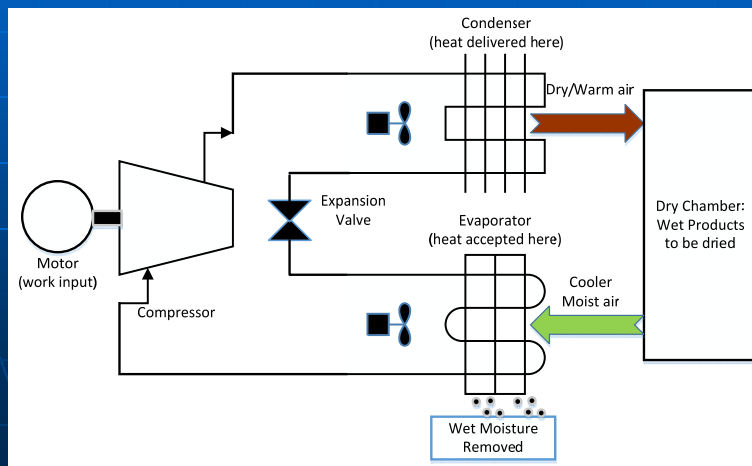 Condenser
(heat delivered here)
Dry/Warm air
Expansion
Valve
Evaporator
(heat accepted here)
Dry Chamber:
Wet Products
to be dried
Motor
(work input)
Compressor
Cooler
Moist air
Wet Moisture
Removed